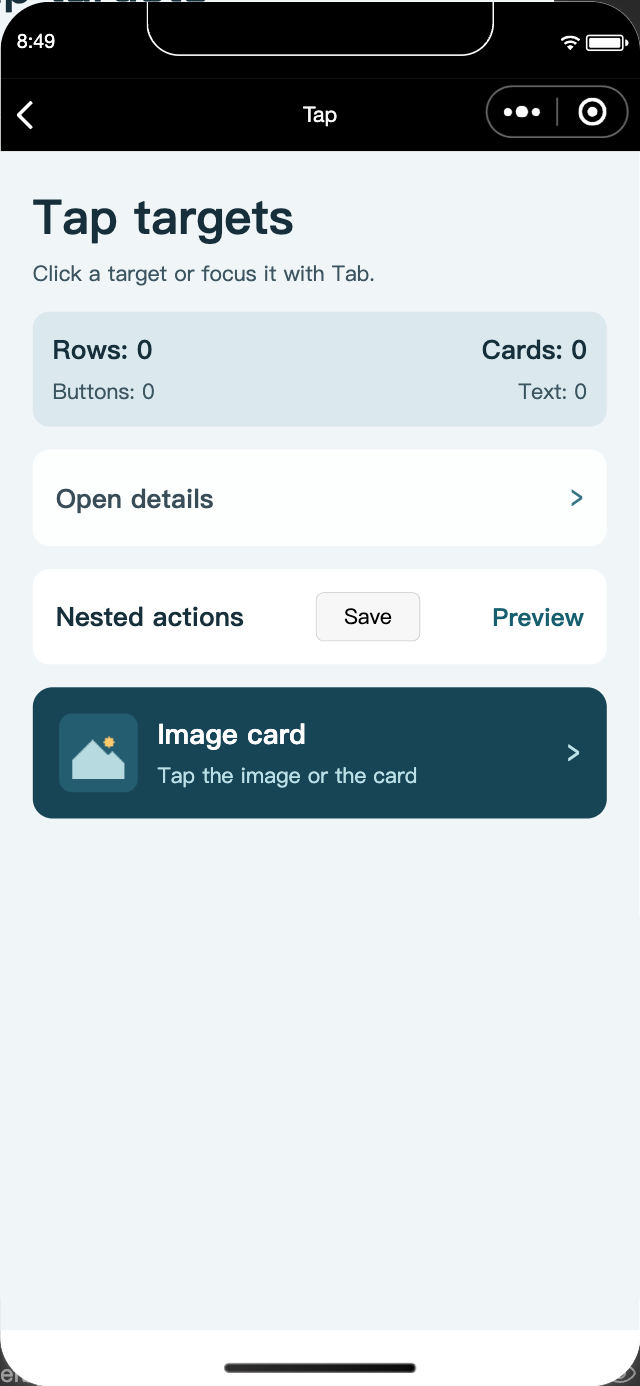 8:49
Tap
Tap targets
Click a target or focus it with Tab.
Rows: 0
Cards: 0
Buttons: 0
Text: 0
Open details
>
Nested actions
Save
Preview
Image card
Tap the image or the card
>